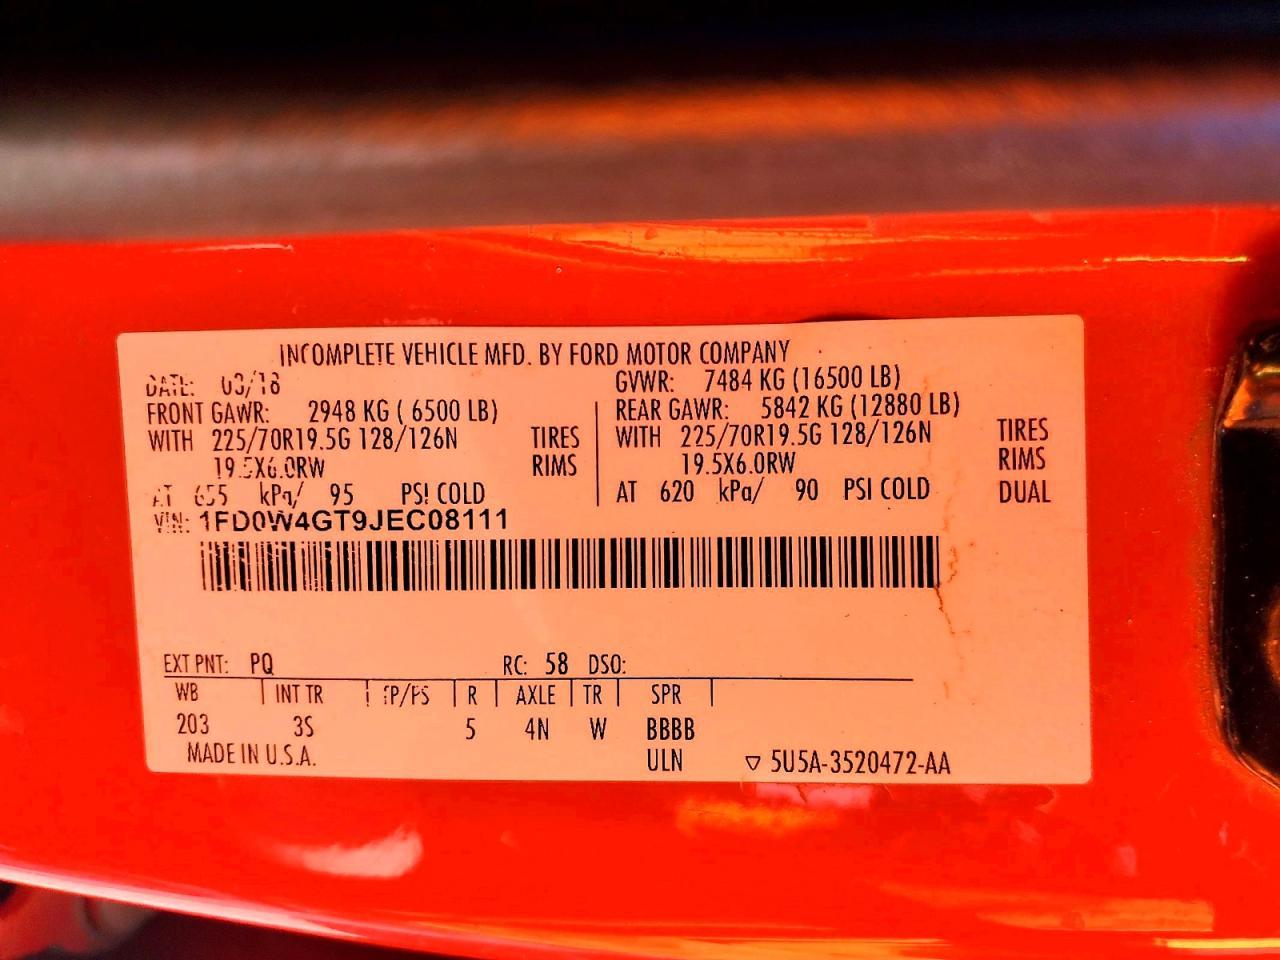 INCOMPLETE VEHICLE MFD. BY FORD MOTOR COMPANY
DATE: 03/18 GVWR: 7484 KG (16500 LB)
FRONT GAWR: 2948 KG ( 6500 LB) REAR GAWR: 5842 KG (12880 LB)
WITH 225/70R19.5G 128/126N TIRES WITH 225/70R19.5G 128/126N TIRES
19.5X6.0RW RIMS 19.5X6.0RW RIMS
AT 655 kPa/ 95 PSI COLD AT 620 kPa/ 90 PSI COLD DUAL
VIN: 1FD0W4GT9JEC08111
EXT PNT: PQ RC: 58 DSO:
WB INT TR TP/PS R AXLE TR SPR
203 3S 5 4N W BBBB
MADE IN U.S.A. ULN ▽ 5U5A-3520472-AA